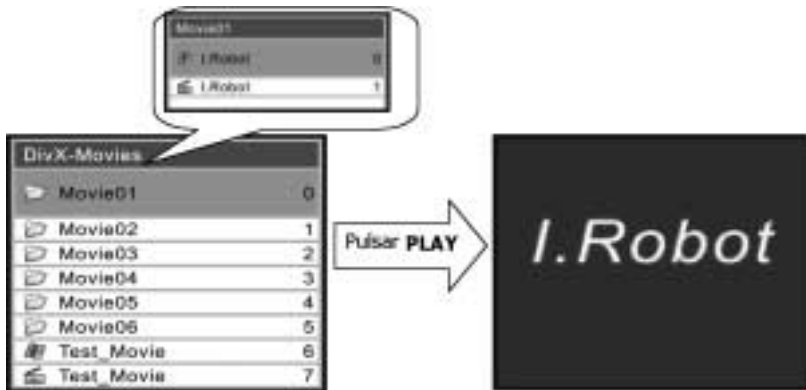 Movie01
I.Robot 0
I.Robot 1
DivX-Movies
Movie01 0
Movie02 1
Movie03 2
Movie04 3
Movie05 4
Movie06 5
Test_Movie 6
Test_Movie 7
Pulsar PLAY
I.Robot